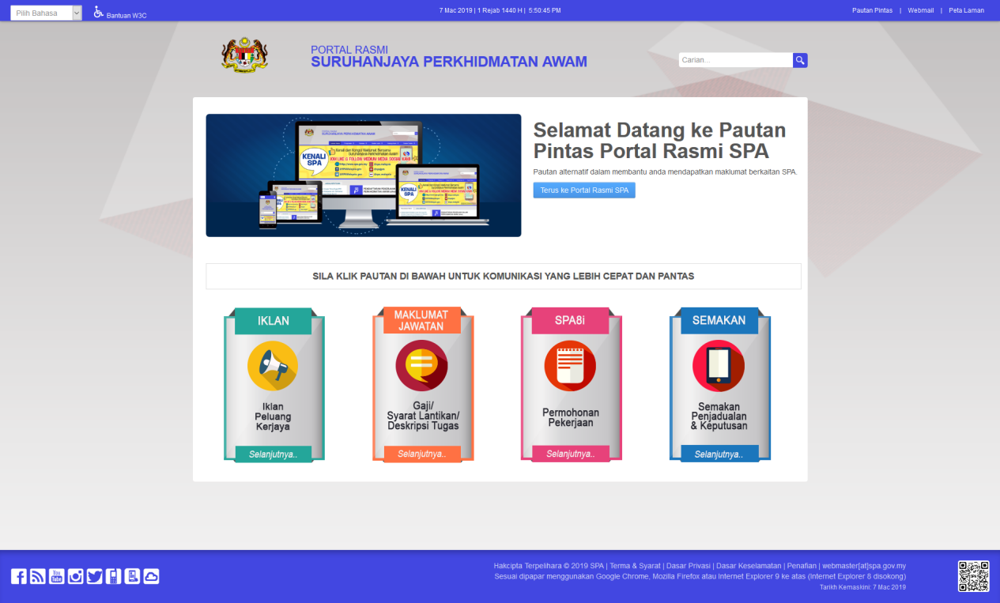 Pilih Bahasa
Bantuan W3C
7 Mac 2019 | 1 Rejab 1440 H | 5:50:45 PM
Pautan Pintas | Webmail | Peta Laman
PORTAL RASMI
SURUHANJAYA PERKHIDMATAN AWAM
Carian...
KENALI
SPA
KENALI
SPA
Selamat Datang ke Pautan
Pintas Portal Rasmi SPA
Pautan alternatif dalam membantu anda mendapatkan maklumat berkaitan SPA.
Terus ke Portal Rasmi SPA
SILA KLIK PAUTAN DI BAWAH UNTUK KOMUNIKASI YANG LEBIH CEPAT DAN PANTAS
IKLAN
Iklan
Peluang
Kerjaya
Selanjutnya..
MAKLUMAT
JAWATAN
Gaji/
Syarat Lantikan/
Deskripsi Tugas
Selanjutnya..
SPA8i
Permohonan
Pekerjaan
Selanjutnya..
SEMAKAN
Semakan
Penjadualan
& Keputusan
Selanjutnya..
You
Tube
Hakcipta Terpelihara © 2019 SPA | Terma & Syarat | Dasar Privasi | Dasar Keselamatan | Penafian | webmaster[at]spa.gov.my
Sesuai dipapar menggunakan Google Chrome, Mozilla Firefox atau Internet Explorer 9 ke atas (Internet Explorer 8 disokong)
Tarikh Kemaskini: 7 Mac 2019